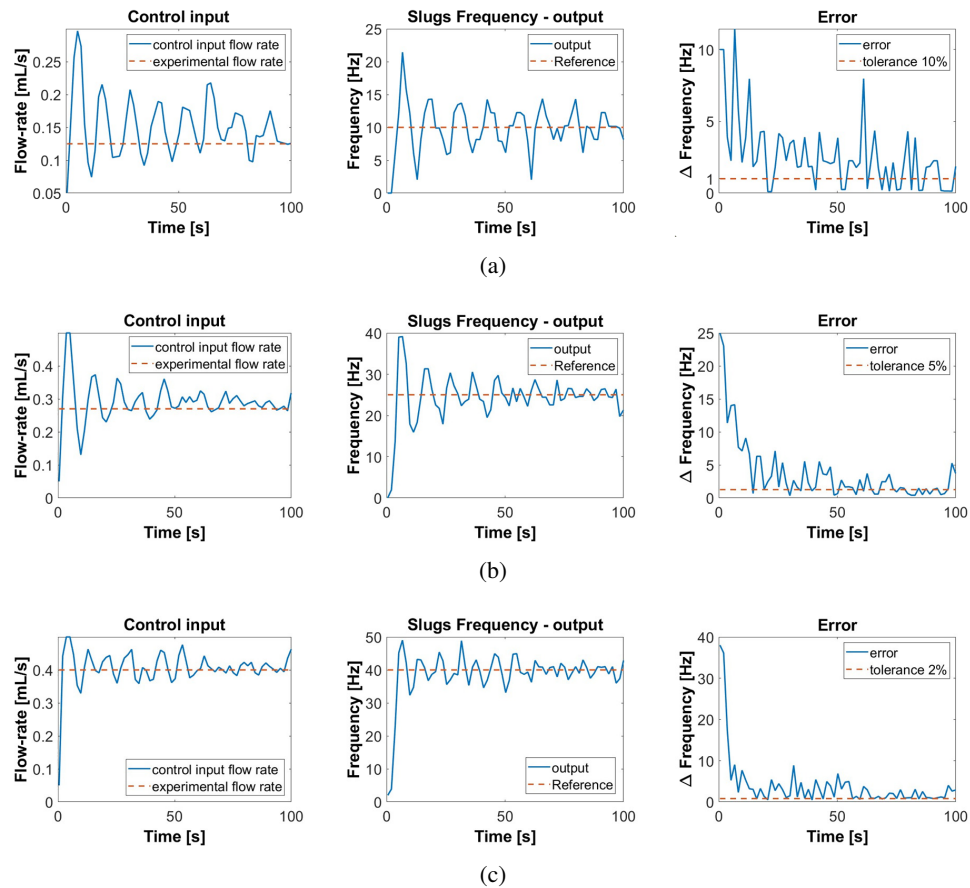 Control input
Flow-rate [mL/s]
0.25
0.2
0.15
0.1
0.05
control input flow rate
experimental flow rate
0 50 100
Time [s]
Slugs Frequency - output
Frequency [Hz]
25
20
15
10
5
0
output
Reference
0 50 100
Time [s]
Error
Δ Frequency [Hz]
10
5
1
0
error
tolerance 10%
0 50 100
Time [s]
(a)
Control input
Flow-rate [mL/s]
0.4
0.3
0.2
0.1
0
control input flow rate
experimental flow rate
0 50 100
Time [s]
Slugs Frequency - output
Frequency [Hz]
40
30
20
10
0
output
Reference
0 50 100
Time [s]
Error
Δ Frequency [Hz]
25
20
15
10
5
0
error
tolerance 5%
0 50 100
Time [s]
(b)
Control input
Flow-rate [mL/s]
0.4
0.3
0.2
0.1
0
control input flow rate
experimental flow rate
0 50 100
Time [s]
Slugs Frequency - output
Frequency [Hz]
50
40
30
20
10
0
output
Reference
0 50 100
Time [s]
Error
Δ Frequency [Hz]
40
30
20
10
0
error
tolerance 2%
0 50 100
Time [s]
(c)